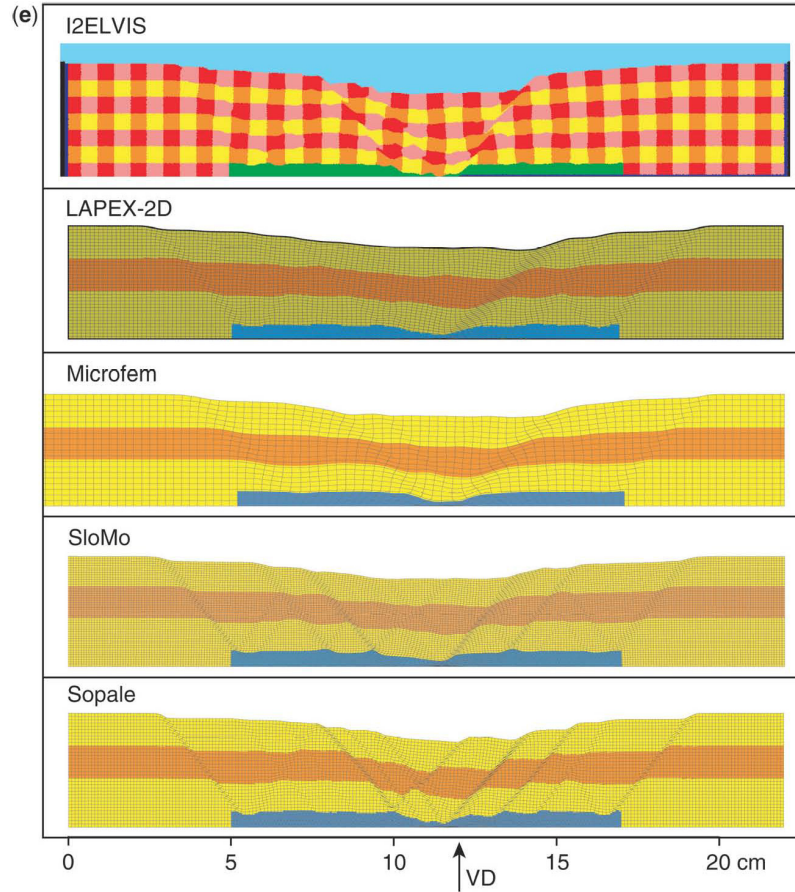 (e)
I2ELVIS
LAPEX-2D
Microfem
SloMo
Sopale
0 5 10 15 20 cm
VD